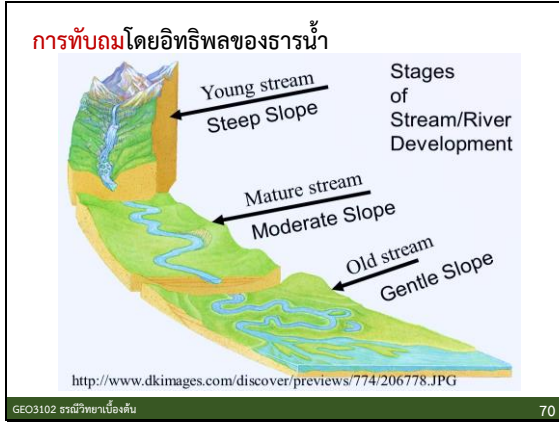 การทับถมโดยอิทธิพลของธารน้ำ
Young stream
Steep Slope
Stages
of
Stream/River
Development
Mature stream
Moderate Slope
Old stream
Gentle Slope
http://www.dkimages.com/discover/previews/774/206778.JPG
GEO3102 ธรณีวิทยาเบื้องต้น
70